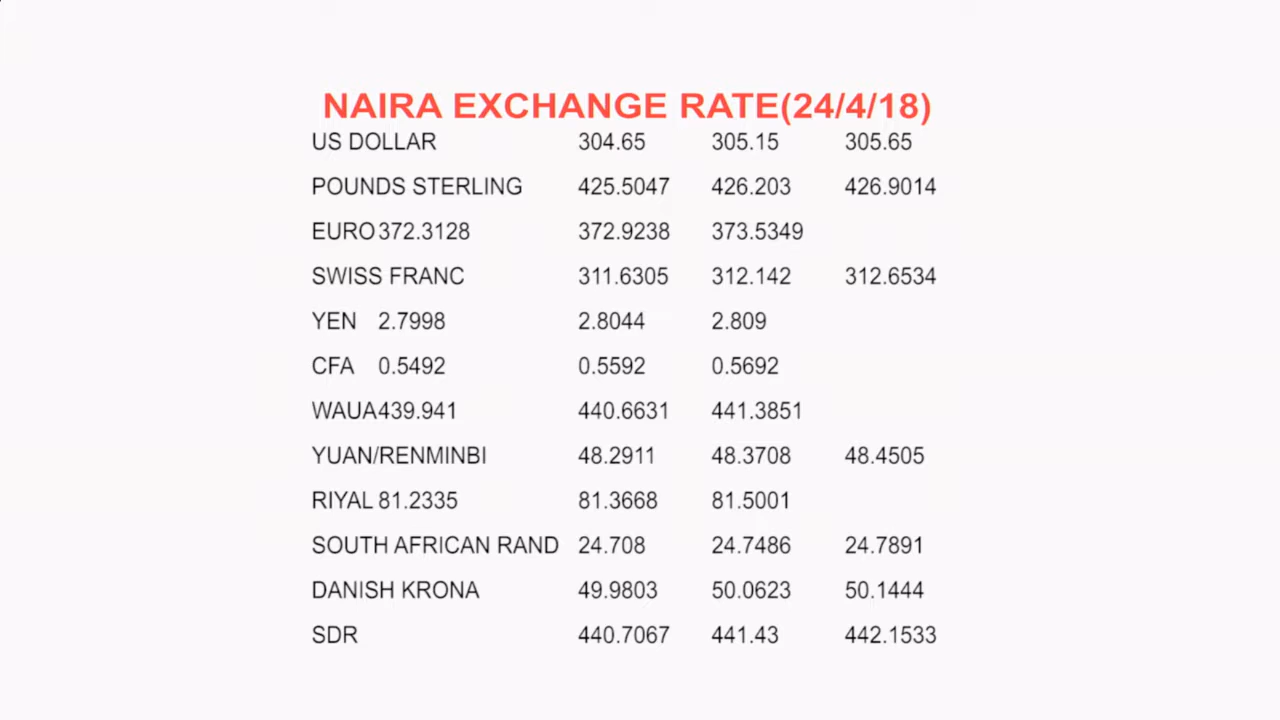 NAIRA EXCHANGE RATE(24/4/18)
US DOLLAR 304.65 305.15 305.65
POUNDS STERLING 425.5047 426.203 426.9014
EURO 372.3128 372.9238 373.5349
SWISS FRANC 311.6305 312.142 312.6534
YEN 2.7998 2.8044 2.809
CFA 0.5492 0.5592 0.5692
WAUA 439.941 440.6631 441.3851
YUAN/RENMINBI 48.2911 48.3708 48.4505
RIYAL 81.2335 81.3668 81.5001
SOUTH AFRICAN RAND 24.708 24.7486 24.7891
DANISH KRONA 49.9803 50.0623 50.1444
SDR 440.7067 441.43 442.1533